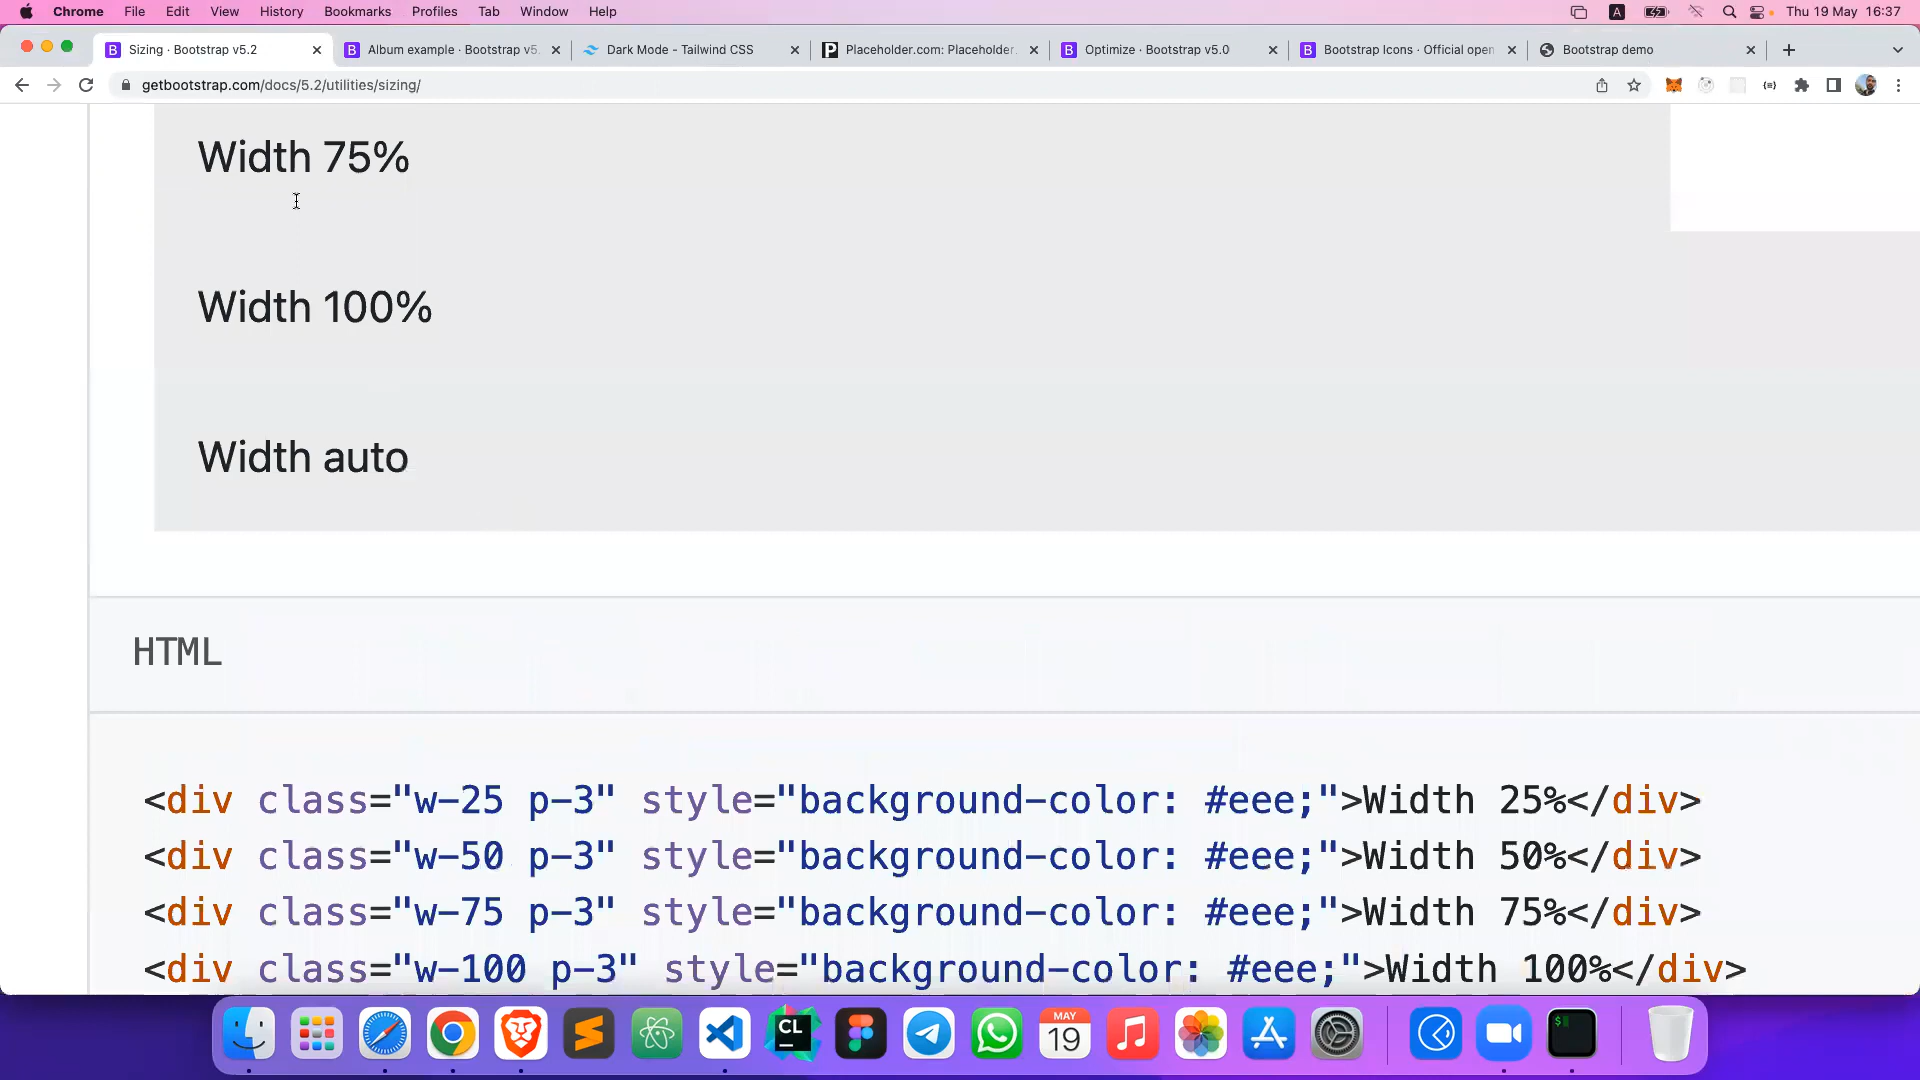 Chrome File Edit View History Bookmarks Profiles Tab Window Help A Thu 19 May 16:37
Sizing · Bootstrap v5.2 Album example · Bootstrap v5. Dark Mode - Tailwind CSS Placeholder.com: Placeholder. Optimize · Bootstrap v5.0 Bootstrap Icons · Official open Bootstrap demo
getbootstrap.com/docs/5.2/utilities/sizing/
Width 75%
Width 100%
Width auto
HTML
<div class="w-25 p-3" style="background-color: #eee;">Width 25%</div>
<div class="w-50 p-3" style="background-color: #eee;">Width 50%</div>
<div class="w-75 p-3" style="background-color: #eee;">Width 75%</div>
<div class="w-100 p-3" style="background-color: #eee;">Width 100%</div>
CL
MAY
19
$